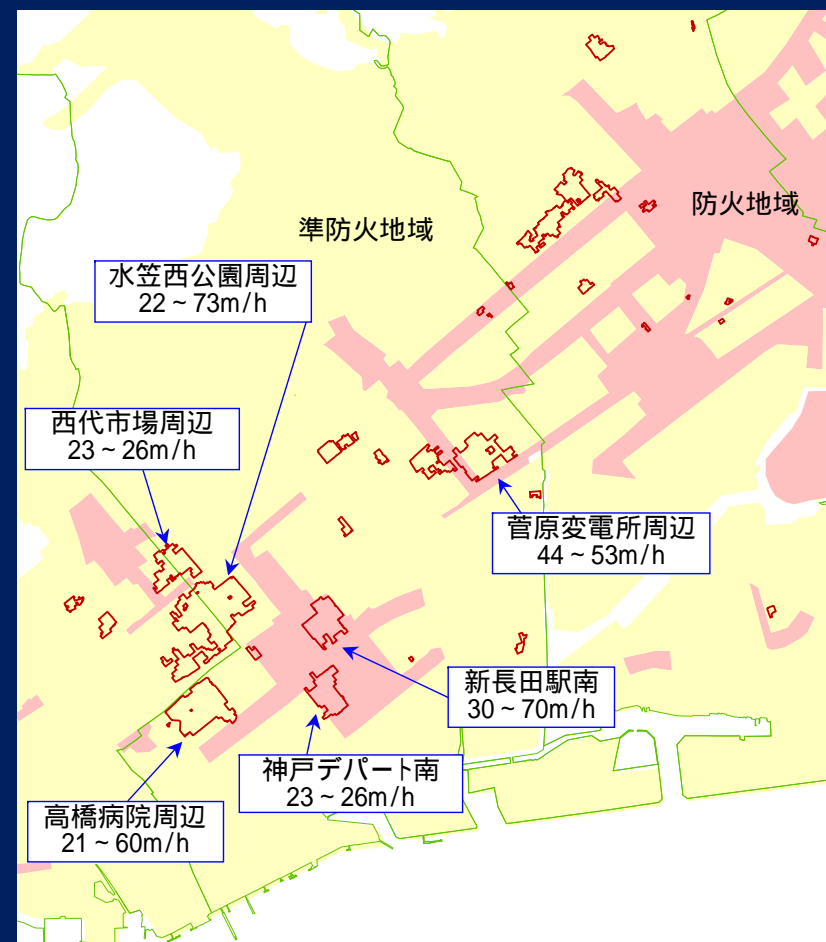 防火地域
準防火地域
水笠西公園周辺
22～73m/h
西代市場周辺
23～26m/h
菅原変電所周辺
44～53m/h
新長田駅南
30～70m/h
神戸デパート南
23～26m/h
高橋病院周辺
21～60m/h